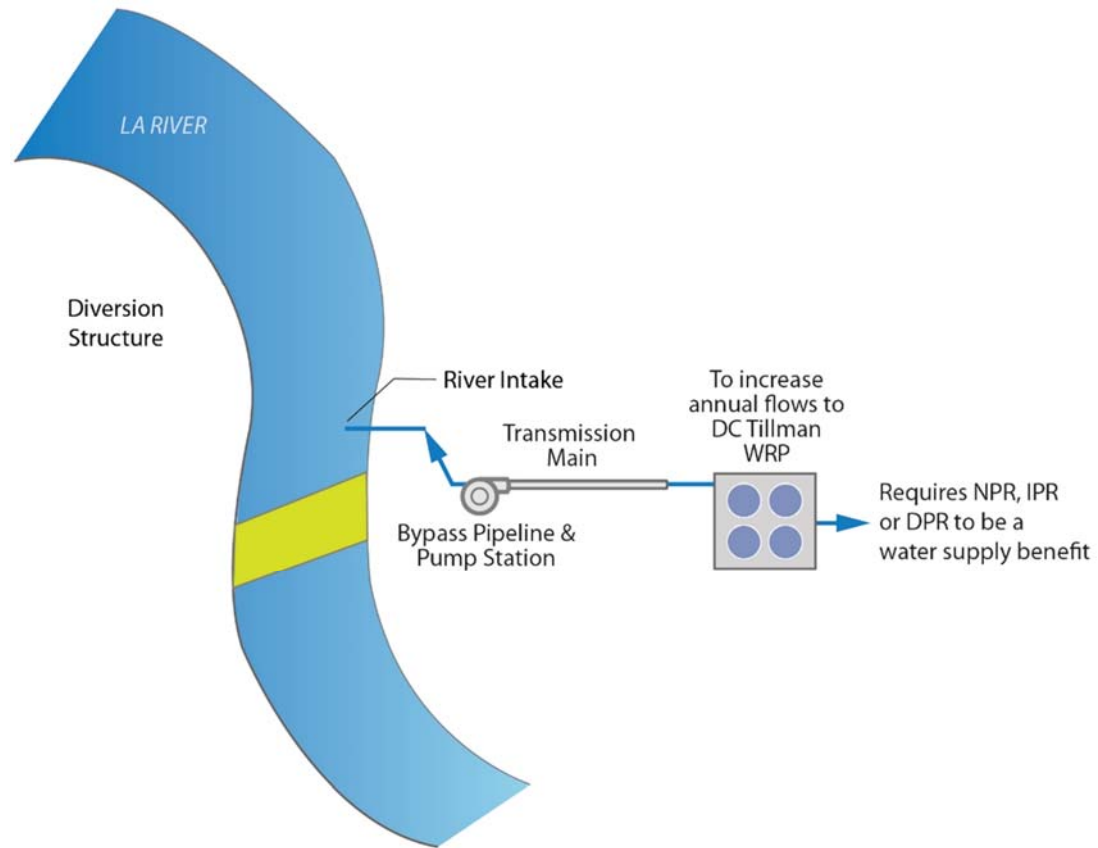 LA RIVER
Diversion
Structure
River Intake
Transmission
Main
Bypass Pipeline &
Pump Station
To increase
annual flows to
DC Tillman
WRP
Requires NPR, IPR
or DPR to be a
water supply benefit